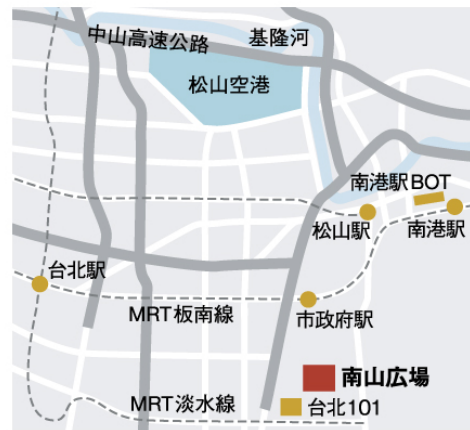 中山高速公路
基隆河
松山空港
南港駅BOT
松山駅
南港駅
台北駅
MRT板南線
市政府駅
南山広場
台北101
MRT淡水線